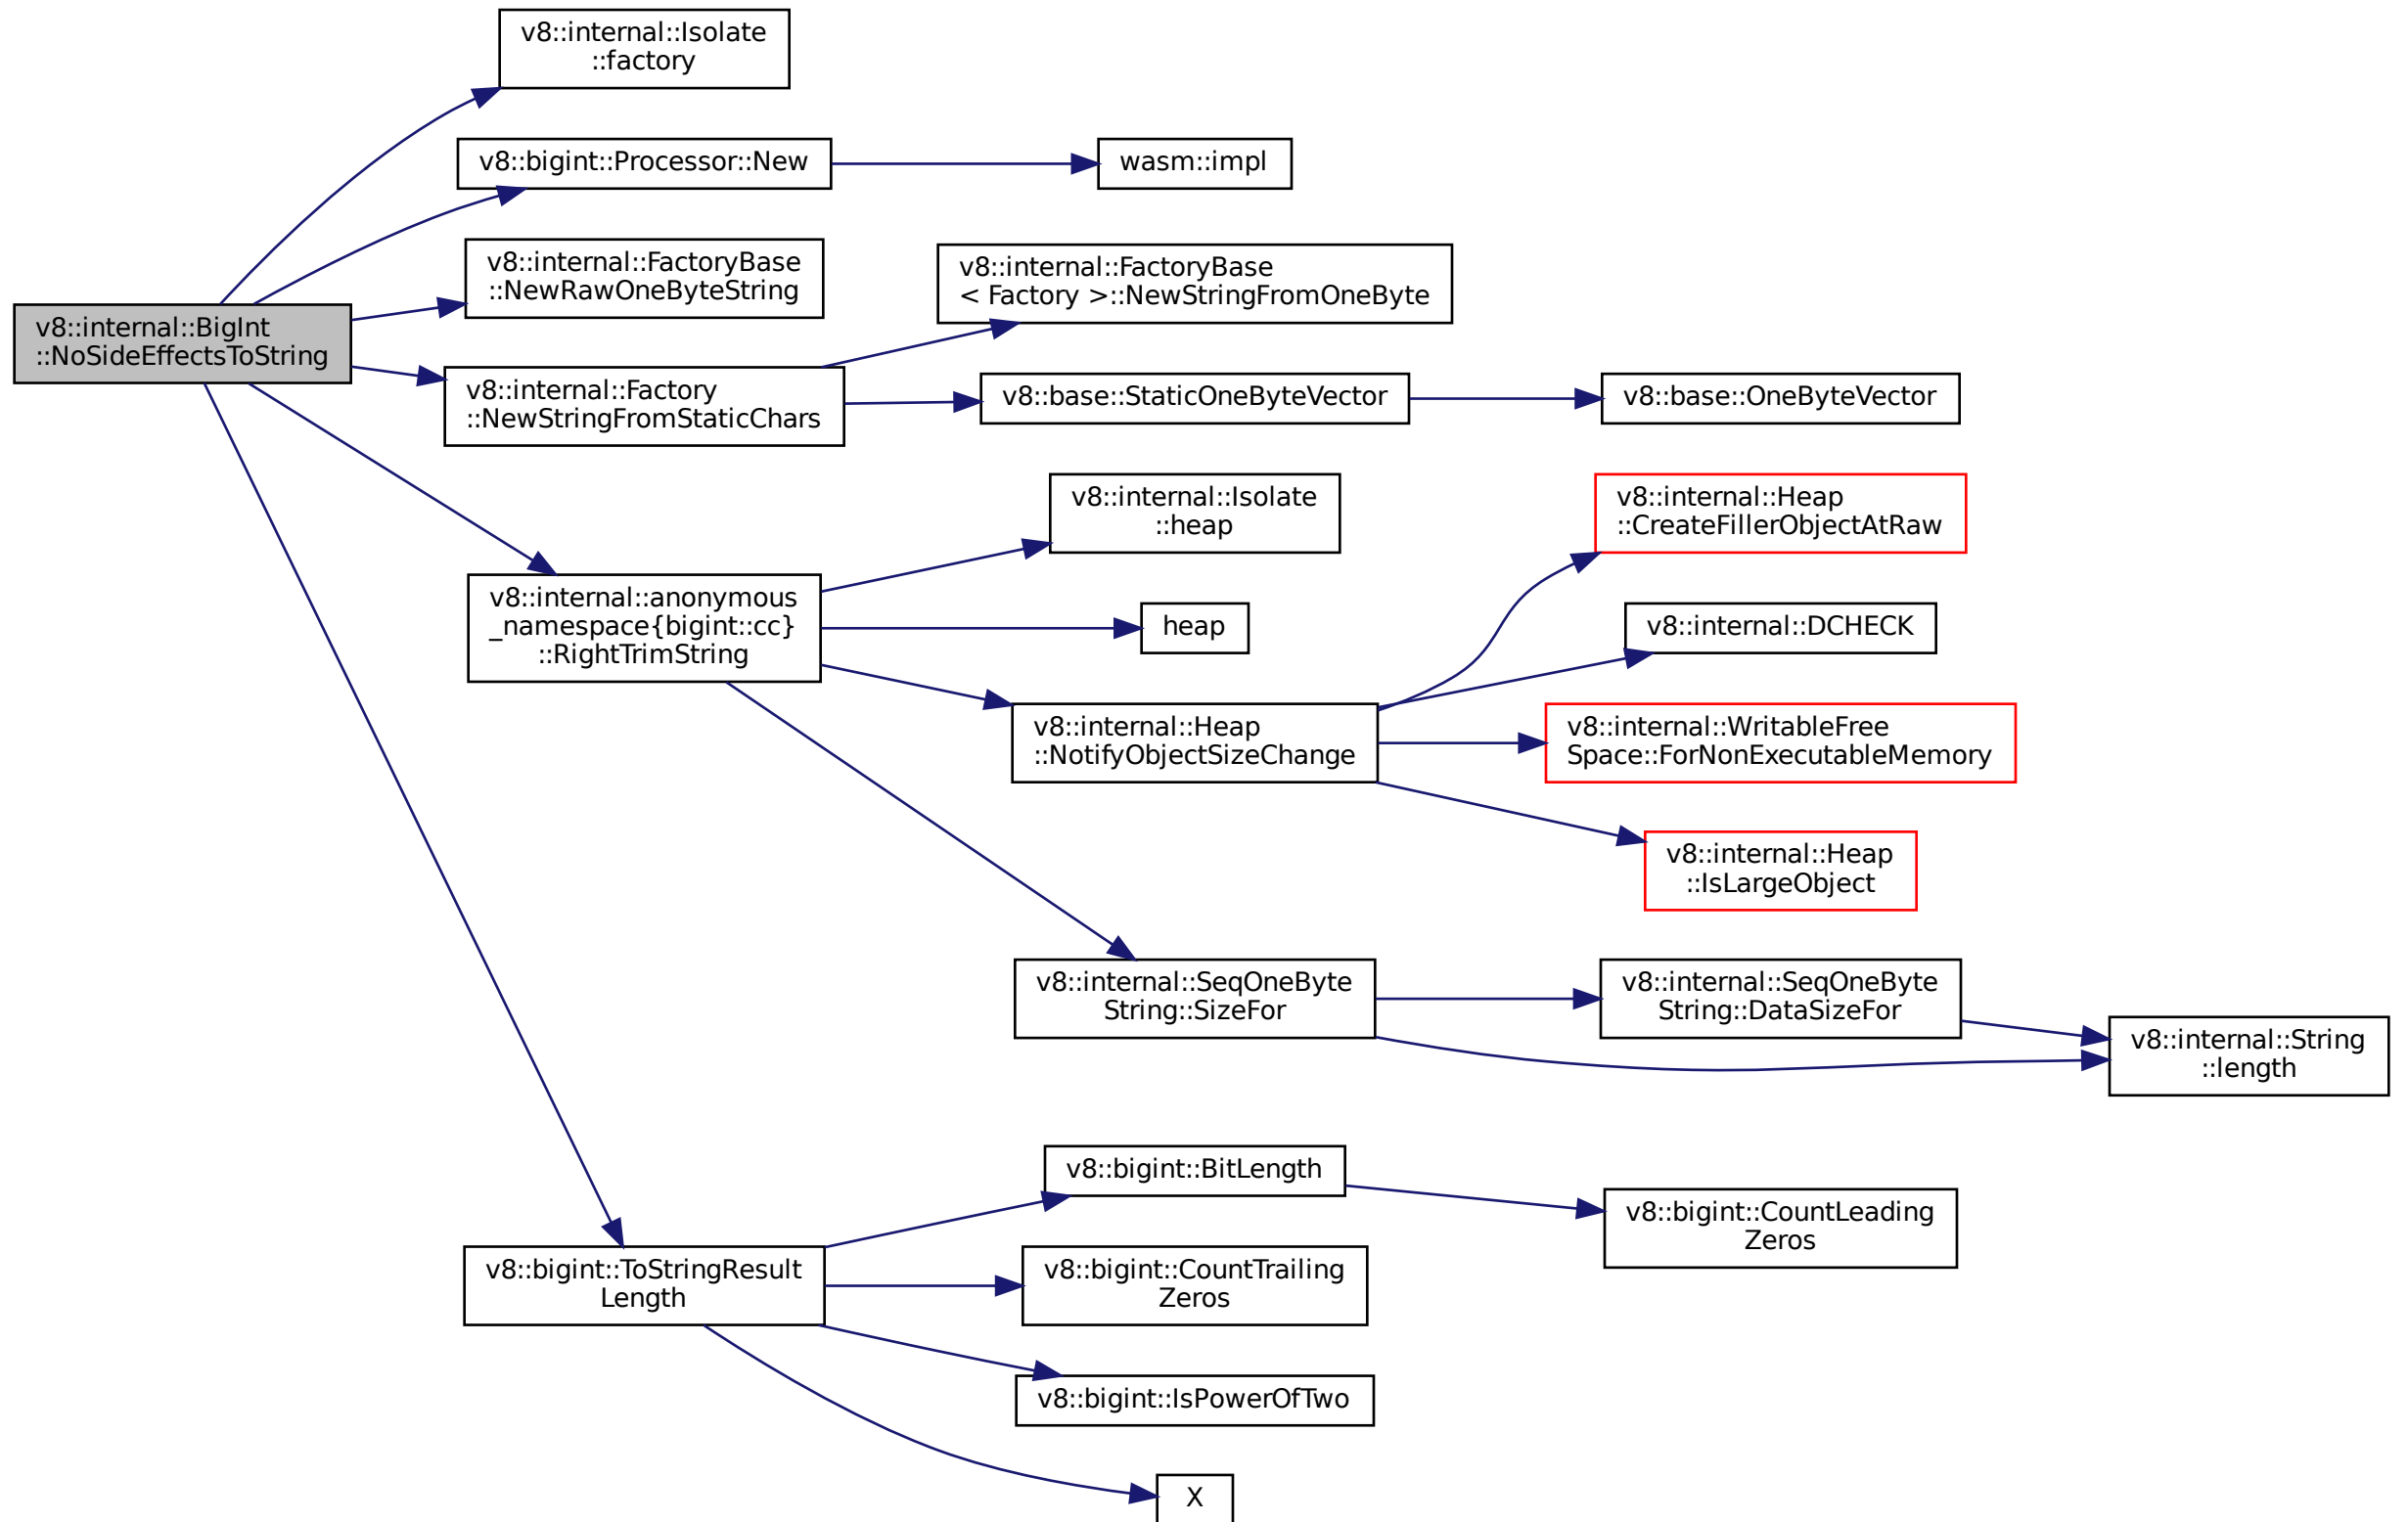 v8::internal::Isolate
::factory
v8::bigint::Processor::New
wasm::impl
v8::internal::FactoryBase
::NewRawOneByteString
v8::internal::FactoryBase
< Factory >::NewStringFromOneByte
v8::internal::BigInt
::NoSideEffectsToString
v8::internal::Factory
::NewStringFromStaticChars
v8::base::StaticOneByteVector
v8::base::OneByteVector
v8::internal::Isolate
::heap
v8::internal::Heap
::CreateFillerObjectAtRaw
v8::internal::anonymous
_namespace{bigint::cc}
::RightTrimString
heap
v8::internal::DCHECK
v8::internal::Heap
::NotifyObjectSizeChange
v8::internal::WritableFree
Space::ForNonExecutableMemory
v8::internal::Heap
::IsLargeObject
v8::internal::SeqOneByte
String::SizeFor
v8::internal::SeqOneByte
String::DataSizeFor
v8::internal::String
::length
v8::bigint::BitLength
v8::bigint::CountLeading
Zeros
v8::bigint::ToStringResult
Length
v8::bigint::CountTrailing
Zeros
v8::bigint::IsPowerOfTwo
X